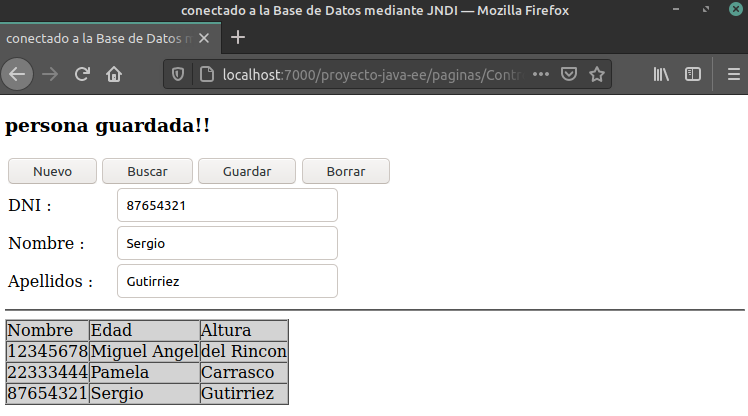 conectado a la Base de Datos mediante JNDI — Mozilla Firefox
conectado a la Base de Datos m
localhost:7000/proyecto-java-ee/paginas/Contr
persona guardada!!
Nuevo Buscar Guardar Borrar
DNI : 87654321
Nombre : Sergio
Apellidos : Gutirriez
Nombre Edad Altura
12345678 Miguel Angel del Rincon
22333444 Pamela Carrasco
87654321 Sergio Gutirriez